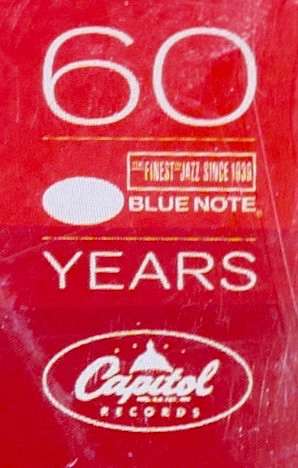 60
THE FINEST IN JAZZ SINCE 1939
BLUE NOTE
YEARS
Capitol
RECORDS